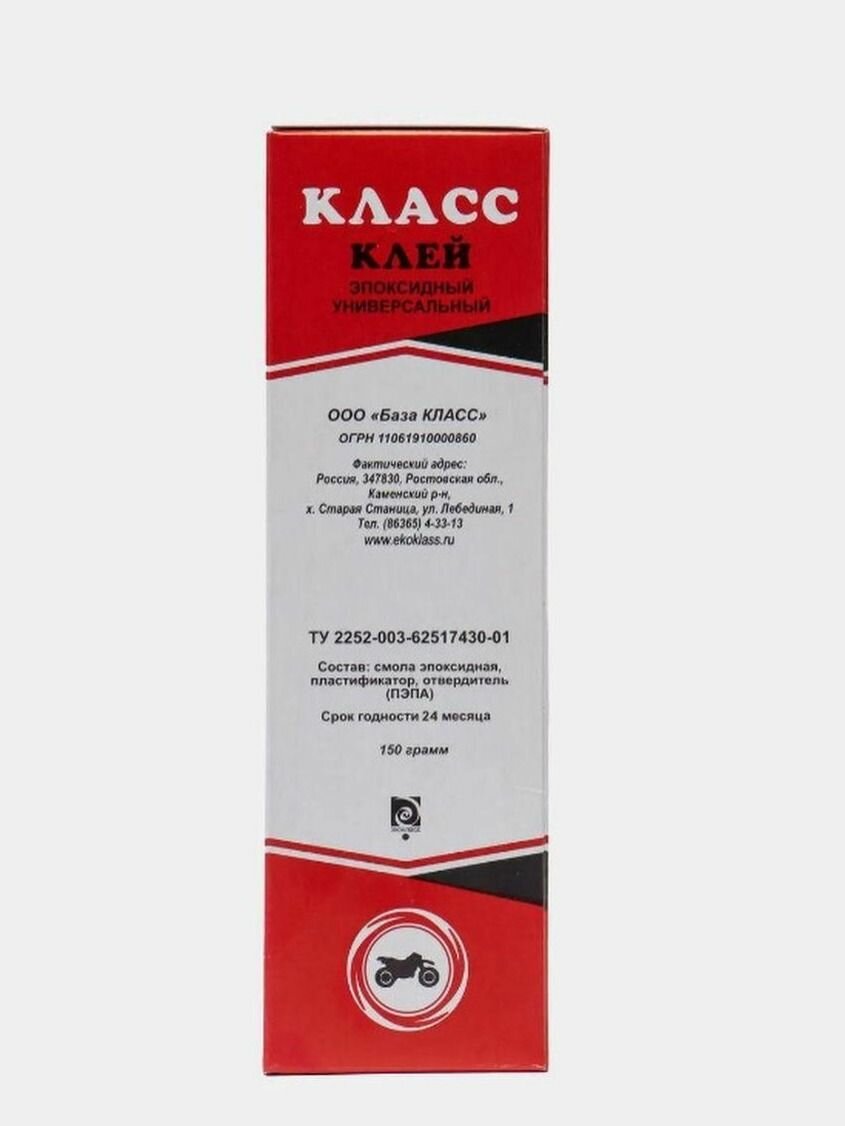 КЛАСС
КЛЕЙ
ЭПОКСИДНЫЙ
УНИВЕРСАЛЬНЫЙ
ООО «База КЛАСС»
ОГРН 11061910000860
Фактический адрес:
Россия, 347830, Ростовская обл.,
Каменский р-н,
х. Старая Станица, ул. Лебединая, 1
Тел. (86365) 4-33-13
www.ekoklass.ru
ТУ 2252-003-62517430-01
Состав: смола эпоксидная,
пластификатор, отвердитель
(ПЭПА)
Срок годности 24 месяца
150 грамм